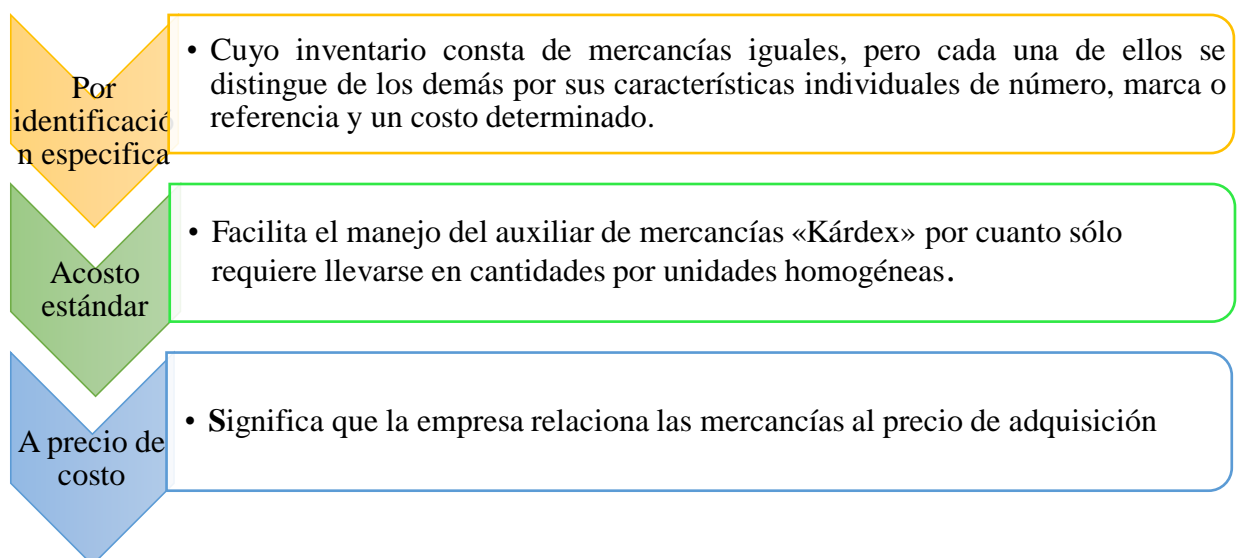 Por
identificació
n especifica
• Cuyo inventario consta de mercancías iguales, pero cada una de ellos se
distingue de los demás por sus características individuales de número, marca o
referencia y un costo determinado.
Acosto
estándar
• Facilita el manejo del auxiliar de mercancías «Kárdex» por cuanto sólo
requiere llevarse en cantidades por unidades homogéneas.
A precio de
costo
• Significa que la empresa relaciona las mercancías al precio de adquisición